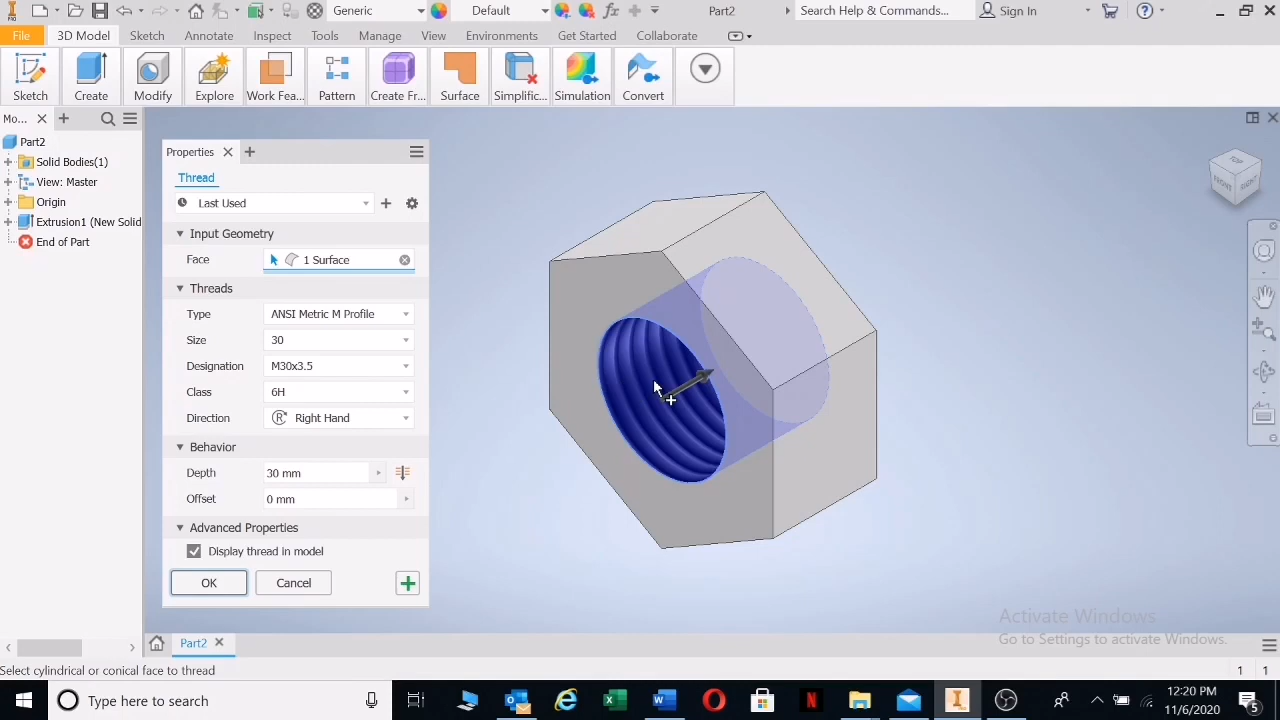 PRO
Generic
Default
Part2
Search Help & Commands...
Sign In
File
3D Model
Sketch
Annotate
Inspect
Tools
Manage
View
Environments
Get Started
Collaborate
Sketch
Create
Modify
Explore
Work Fea...
Pattern
Create Fr...
Surface
Simplific...
Simulation
Convert
Mo...
Part2
Solid Bodies(1)
View: Master
Origin
Extrusion1 (New Solid
End of Part
Properties
Thread
Last Used
Input Geometry
Face 1 Surface
Threads
Type ANSI Metric M Profile
Size 30
Designation M30x3.5
Class 6H
Direction Right Hand
Behavior
Depth 30 mm
Offset 0 mm
Advanced Properties
Display thread in model
OK Cancel
TOP
FRONT
RIGHT
Activate Windows
Go to Settings to activate Windows.
Part2
Select cylindrical or conical face to thread
1 1
Type here to search
12:20 PM
11/6/2020
5